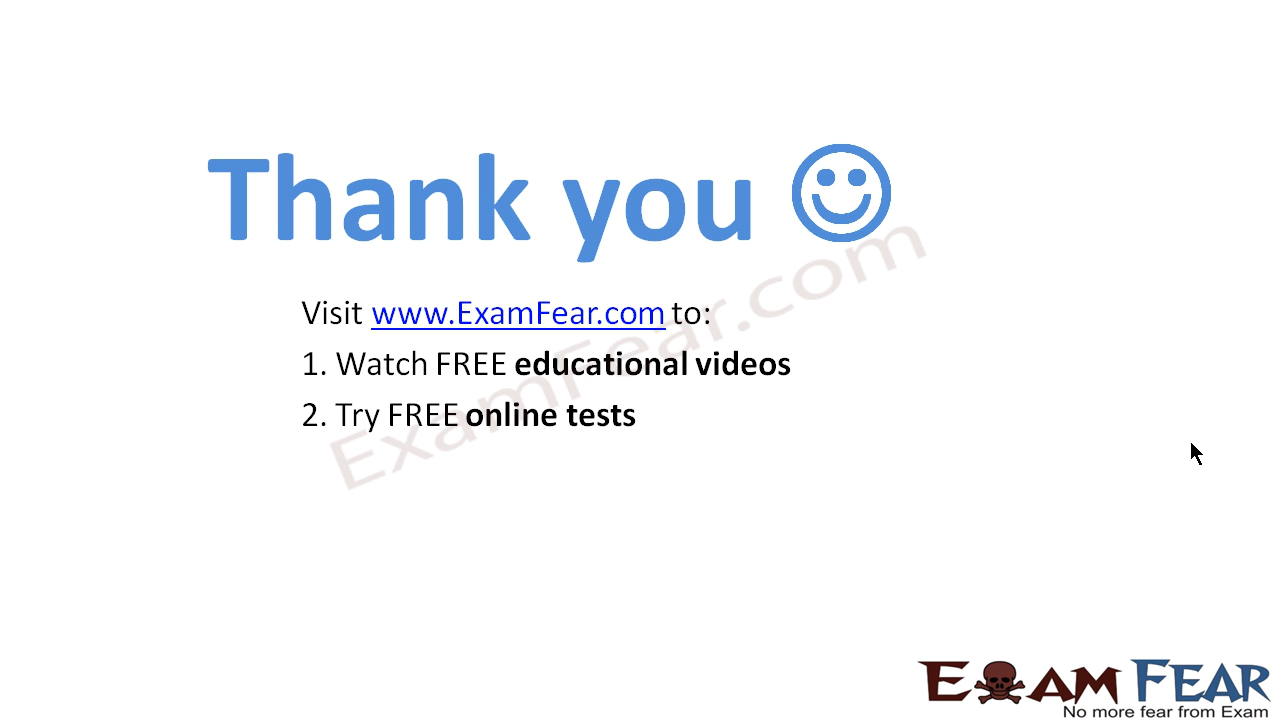 Thank you
Visit www.ExamFear.com to:
1. Watch FREE educational videos
2. Try FREE online tests
ExamFear.com
EXAM FEAR
No more fear from Exam